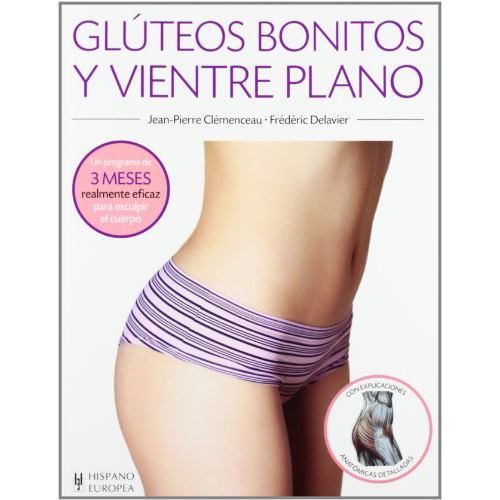 GLÚTEOS BONITOS
Y VIENTRE PLANO
Jean-Pierre Clémenceau • Frédéric Delavier
Un programa de
3 MESES
realmente eficaz
para esculpir
el cuerpo
CON EXPLICACIONES
ANATÓMICAS DETALLADAS
HISPANO
EUROPEA